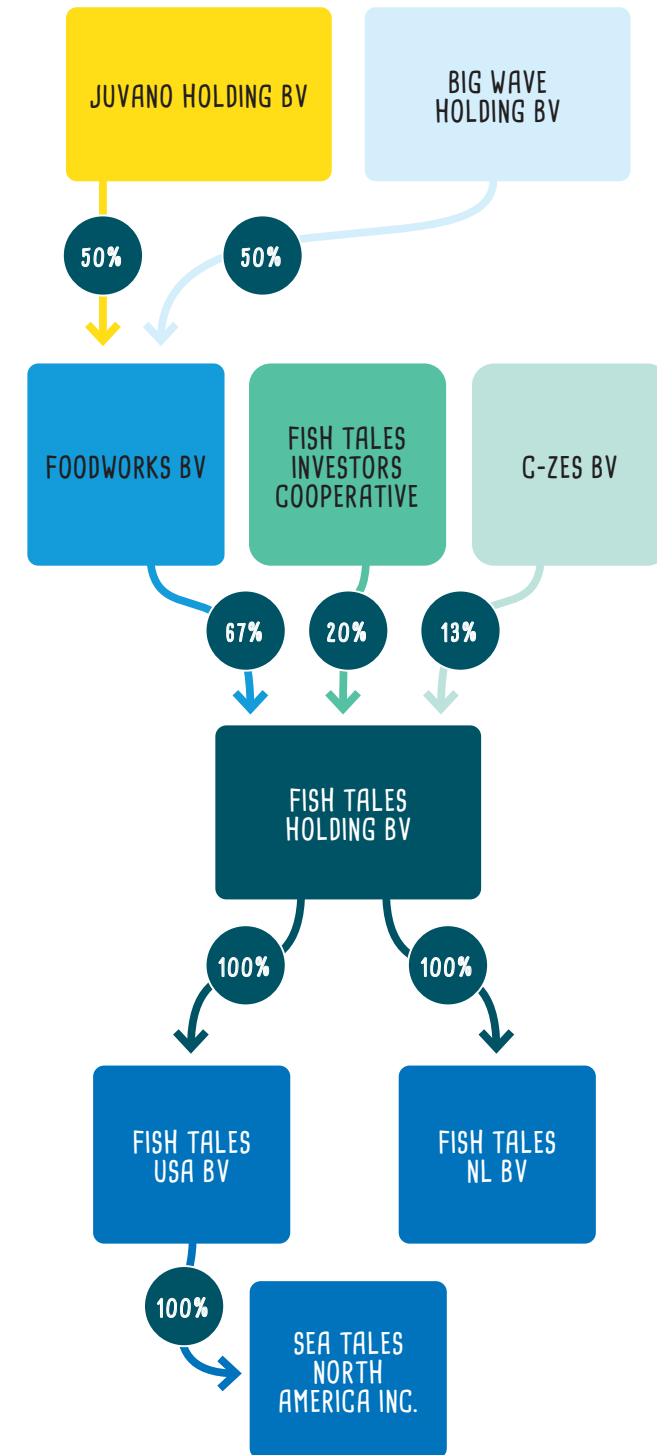 JUVANO HOLDING BV
BIG WAVE
HOLDING BV
50%
50%
FOODWORKS BV
FISH TALES
INVESTORS
COOPERATIVE
C-ZES BV
67%
20%
13%
FISH TALES
HOLDING BV
100%
100%
FISH TALES
USA BV
FISH TALES
NL BV
100%
SEA TALES
NORTH
AMERICA INC.